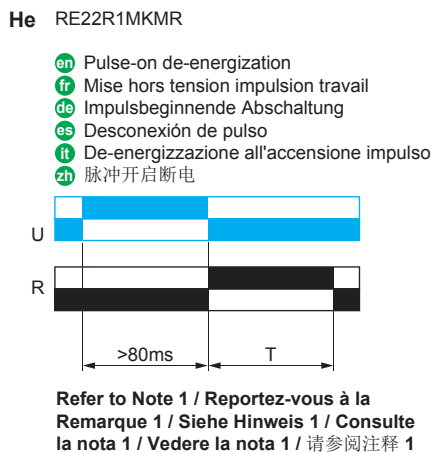 He RE22R1MKMR
en Pulse-on de-energization
fr Mise hors tension impulsion travail
de Impulsbeginnende Abschaltung
es Desconexión de pulso
it De-energizzazione all'accensione impulso
zh 脉冲开启断电
U
R
>80ms T
Refer to Note 1 / Reportez-vous à la
Remarque 1 / Siehe Hinweis 1 / Consulte
la nota 1 / Vedere la nota 1 / 请参阅注释 1